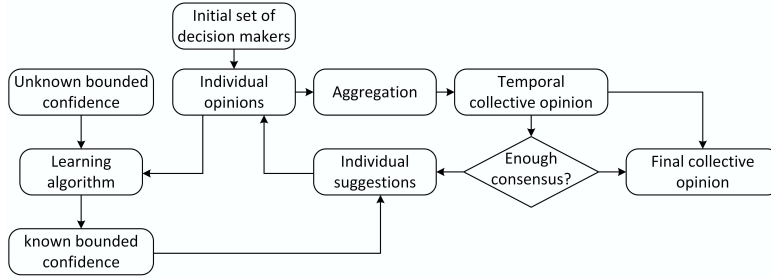 Initial set of
decision makers
Unknown bounded
confidence
Individual
opinions
Aggregation
Temporal
collective opinion
Learning
algorithm
Individual
suggestions
Enough
consensus?
Final collective
opinion
known bounded
confidence